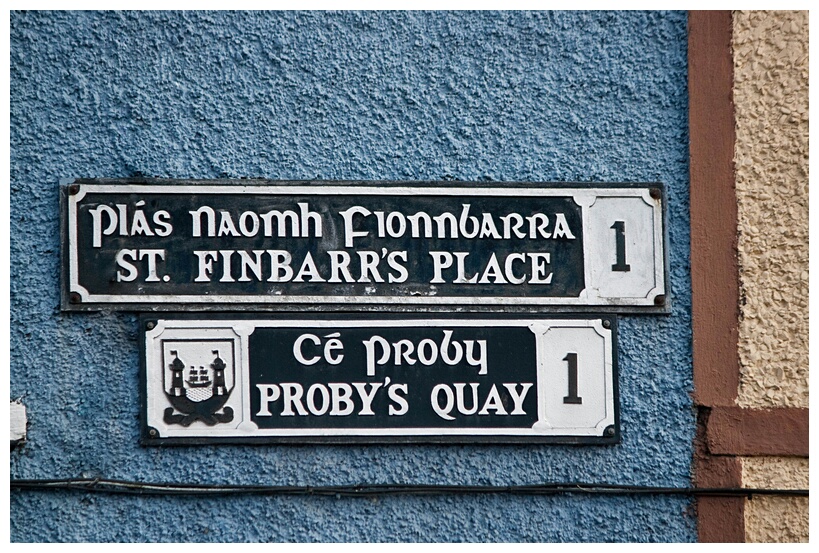 Plás Naomh Fionnbarra
ST. FINBARR'S PLACE
1
Cé Proby
PROBY'S QUAY
1